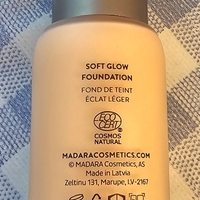 SOFT GLOW
FOUNDATION
FOND DE TEINT
ÉCLAT LÉGER
ECO
CERT
COSMOS
NATURAL
MADARACOSMETICS.COM
© MADARA Cosmetics, AS
Made in Latvia
Zeltiņu 131, Marupe, LV-2167